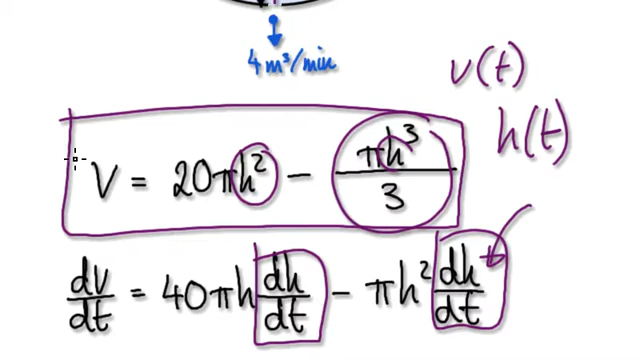 4 m³/min
v(t)
h(t)
V = 20πh² - πh³/3
dv/dt = 40πh dh/dt - πh² dh/dt